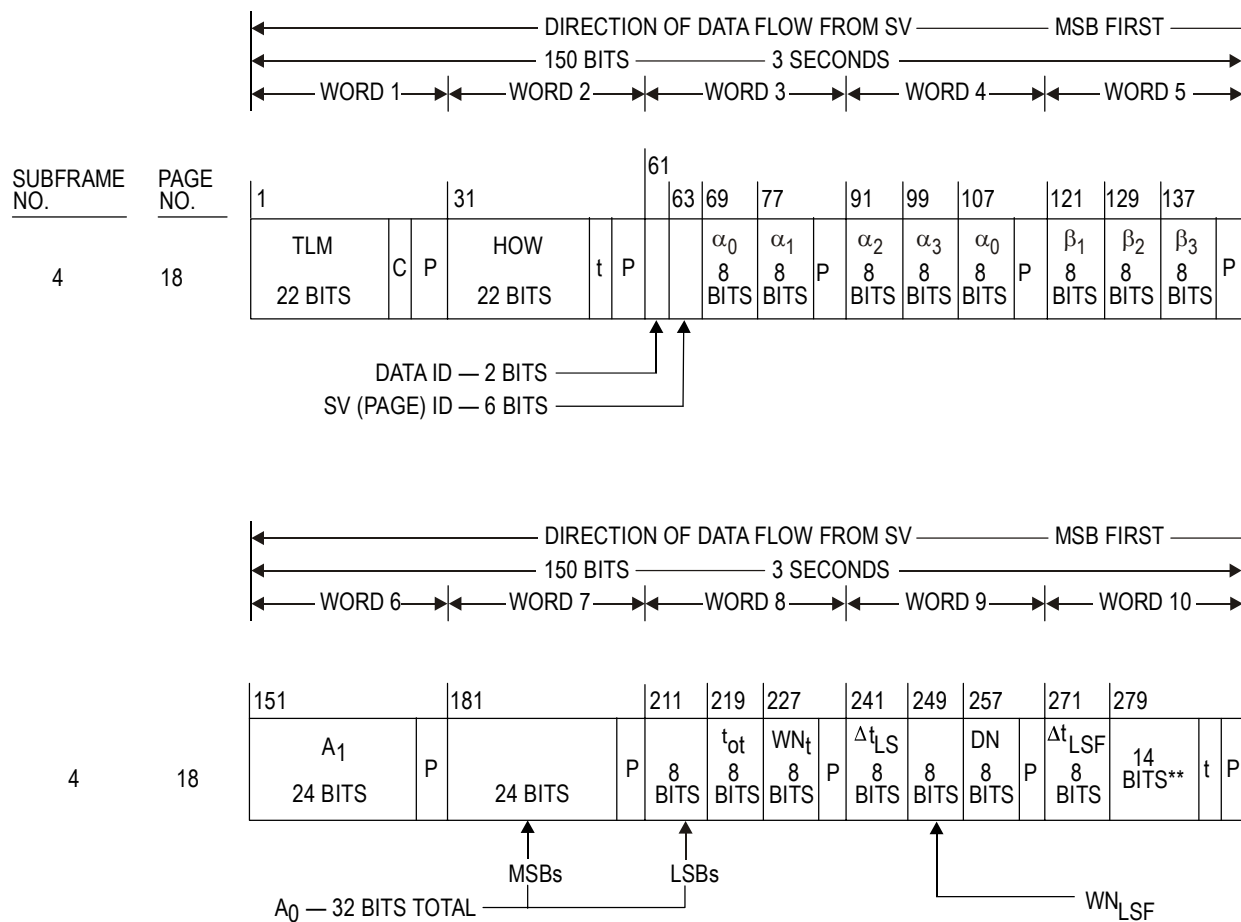 DIRECTION OF DATA FLOW FROM SV MSB FIRST
150 BITS 3 SECONDS
WORD 1 WORD 2 WORD 3 WORD 4 WORD 5
SUBFRAME NO. PAGE NO.
1 31 61 63 69 77 91 99 107 121 129 137
4 18
TLM 22 BITS C P HOW 22 BITS t P α0 8 BITS α1 8 BITS P α2 8 BITS α3 8 BITS α0 8 BITS P β1 8 BITS β2 8 BITS β3 8 BITS P
DATA ID — 2 BITS
SV (PAGE) ID — 6 BITS
DIRECTION OF DATA FLOW FROM SV MSB FIRST
150 BITS 3 SECONDS
WORD 6 WORD 7 WORD 8 WORD 9 WORD 10
151 181 211 219 227 241 249 257 271 279
4 18
A1 24 BITS P 24 BITS P 8 BITS tot 8 BITS WNt 8 BITS P ΔtLS 8 BITS 8 BITS DN 8 BITS P ΔtLSF 8 BITS 14 BITS** t P
MSBs LSBs
A0 — 32 BITS TOTAL
WNLSF